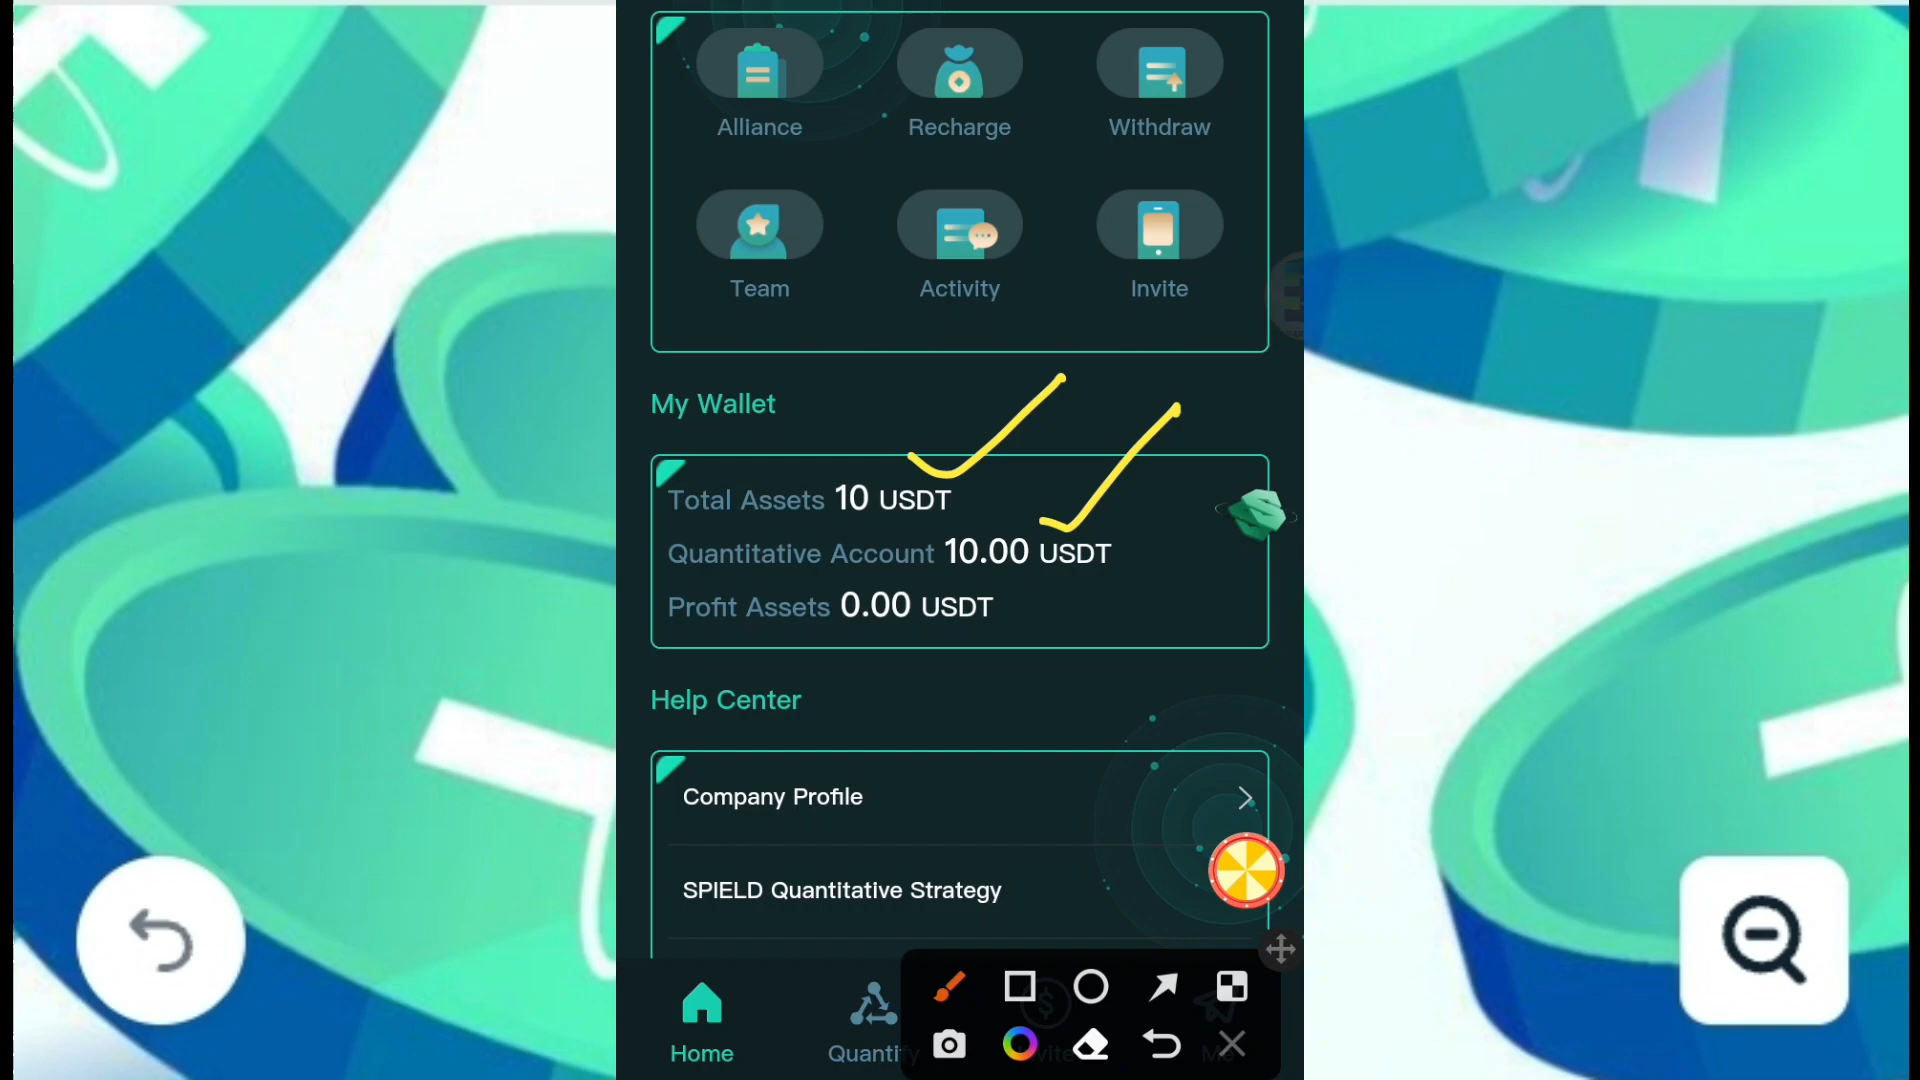 Alliance Recharge Withdraw
Team Activity Invite
My Wallet
Total Assets 10 USDT
Quantitative Account 10.00 USDT
Profit Assets 0.00 USDT
Help Center
Company Profile
SPIELD Quantitative Strategy
Home